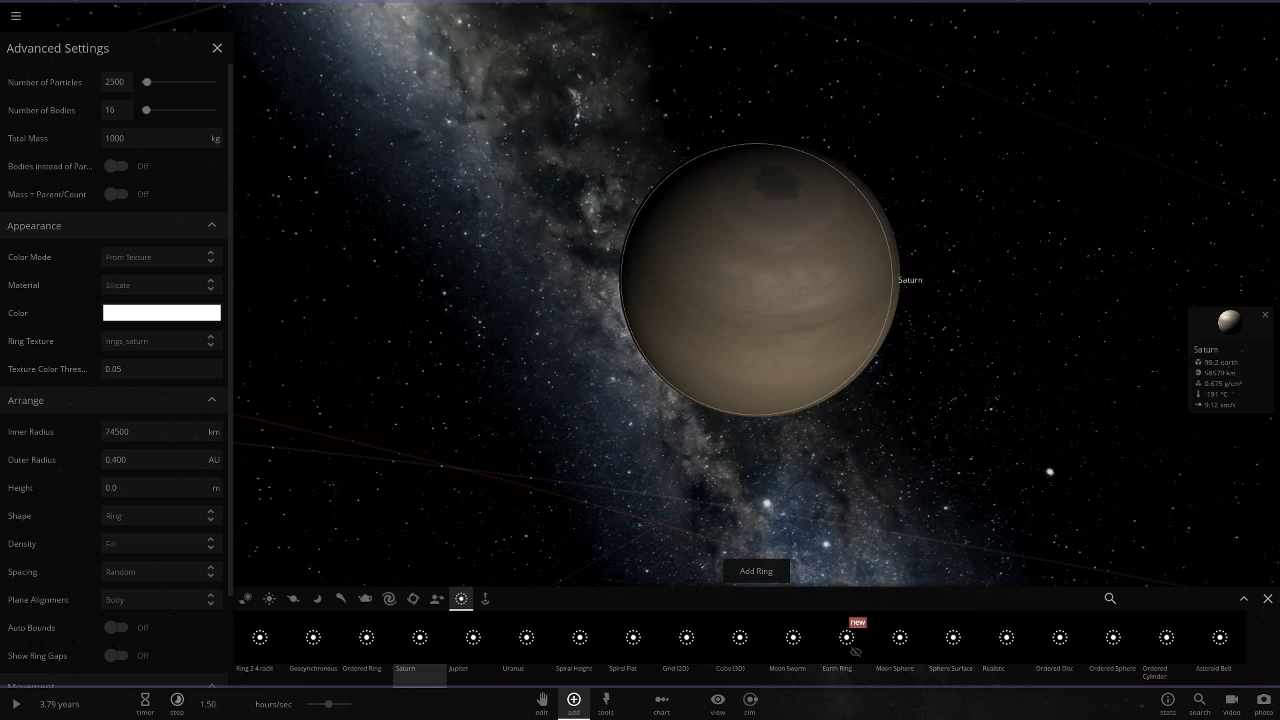 Advanced Settings
Number of Particles 2500
Number of Bodies 16
Total Mass 1000 kg
Bodies instead of Par... Off
Mass = Parent/Count Off
Appearance
Color Mode From Texture
Material Silicate
Color
Ring Texture rings_saturn
Texture Color Thres... 0.05
Arrange
Inner Radius 74500 km
Outer Radius 0.400 AU
Height 0.0 m
Shape Ring
Density Fill
Spacing Random
Plane Alignment Body
Auto Bounds Off
Show Ring Gaps Off
Movement
Saturn
Saturn
95.2 earth
58579 km
0.675 g/cm³
-191 °C
9.12 km/s
Add Ring
new
Ring 2-4 radii Geosynchronous Ordered Ring Saturn Jupiter Uranus Spiral Height Spiral Flat Grid (2D) Cube (3D) Moon Swarm Earth Ring Moon Sphere Sphere Surface Realistic Ordered Disc Ordered Sphere Ordered Cylinder Asteroid Belt
3.79 years timer step 1.50 hours/sec edit add tools chart view sim stats search video photo